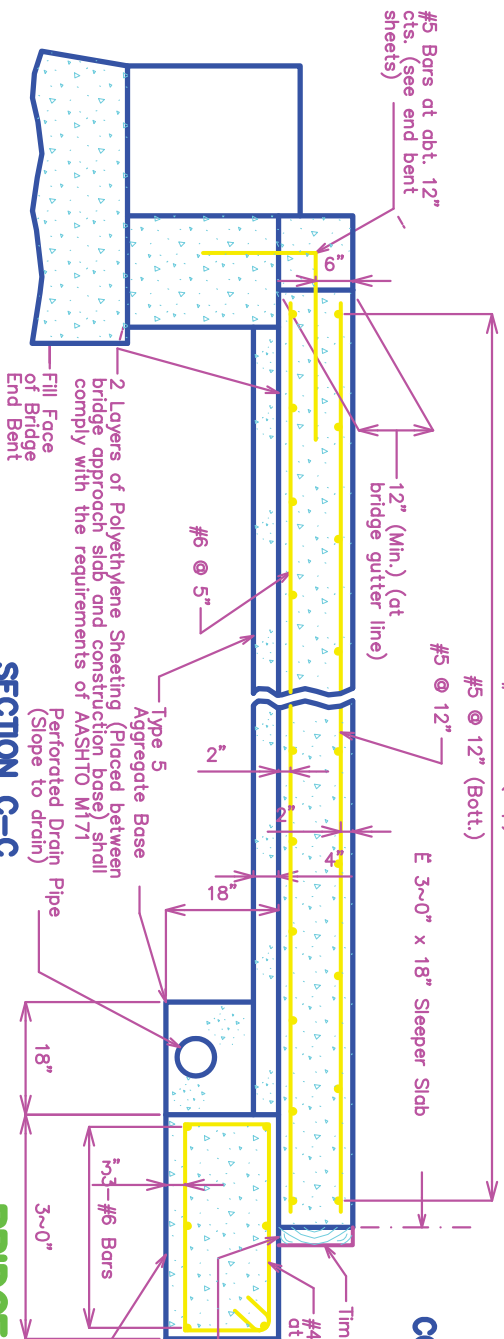 #5 Bars at abt. 12"
cts. (see end bent
sheets)
6"
12" (Min.) (at
bridge gutter line)
#5 @ 12" (Bott.)
#5 @ 12"
₠ 3~0" x 18" Sleeper Slab
#6 @ 5"
2"
2"
4"
18"
Type 5
Aggregate Base
2 Layers of Polyethylene Sheeting (Placed between
bridge approach slab and construction base) shall
comply with the requirements of AASHTO M171
Fill Face
of Bridge
End Bent
Perforated Drain Pipe
(Slope to drain)
18"
3~0"
3"
3-#6 Bars
Tim
#4
at
SECTION C-C